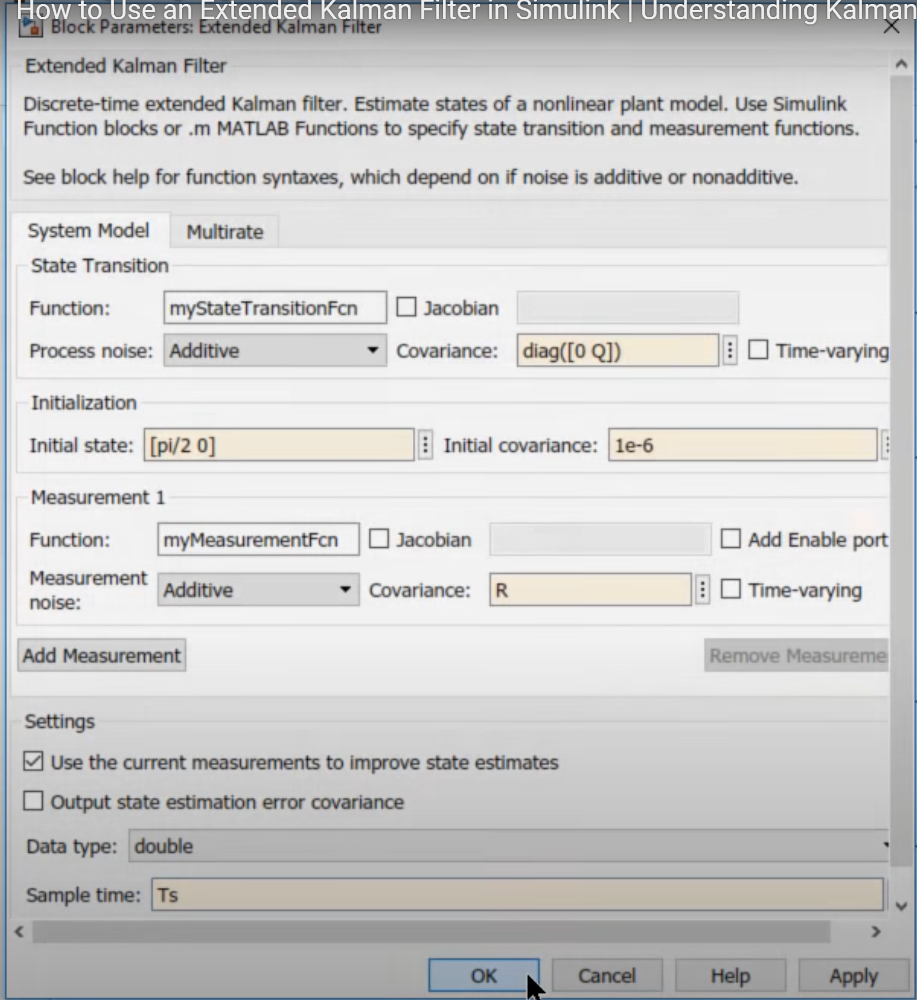 How to Use an Extended Kalman Filter in Simulink | Understanding Kalman
Block Parameters: Extended Kalman Filter
Extended Kalman Filter
Discrete-time extended Kalman filter. Estimate states of a nonlinear plant model. Use Simulink
Function blocks or .m MATLAB Functions to specify state transition and measurement functions.
See block help for function syntaxes, which depend on if noise is additive or nonadditive.
System Model Multirate
State Transition
Function: myStateTransitionFcn Jacobian
Process noise: Additive Covariance: diag([0 Q]) Time-varying
Initialization
Initial state: [pi/2 0] Initial covariance: 1e-6
Measurement 1
Function: myMeasurementFcn Jacobian Add Enable port
Measurement
noise: Additive Covariance: R Time-varying
Add Measurement Remove Measureme
Settings
Use the current measurements to improve state estimates
Output state estimation error covariance
Data type: double
Sample time: Ts
OK Cancel Help Apply